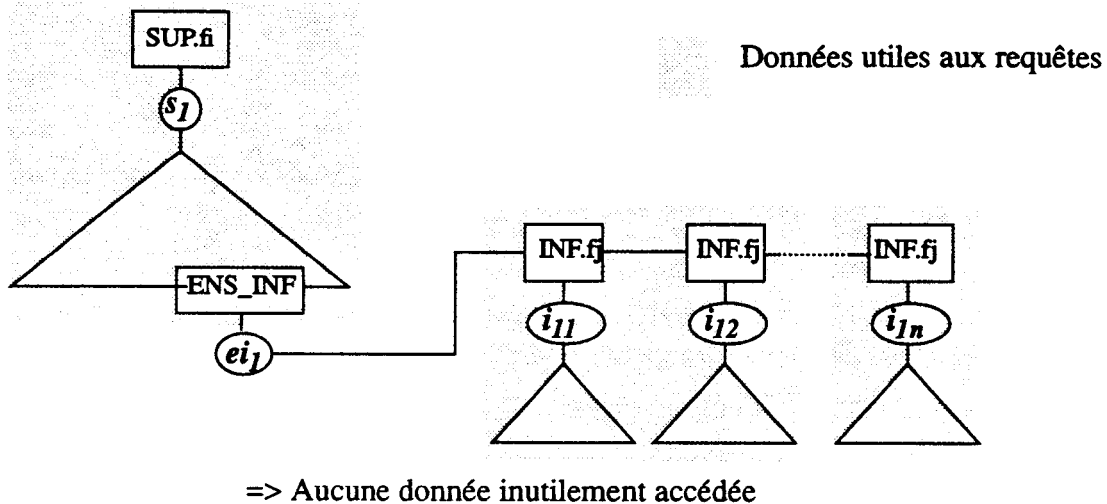 SUP.fi
Données utiles aux requêtes
s1
INF.fj INF.fj INF.fj
ENS_INF
i11 i12 i1n
ei1
=> Aucune donnée inutilement accédée